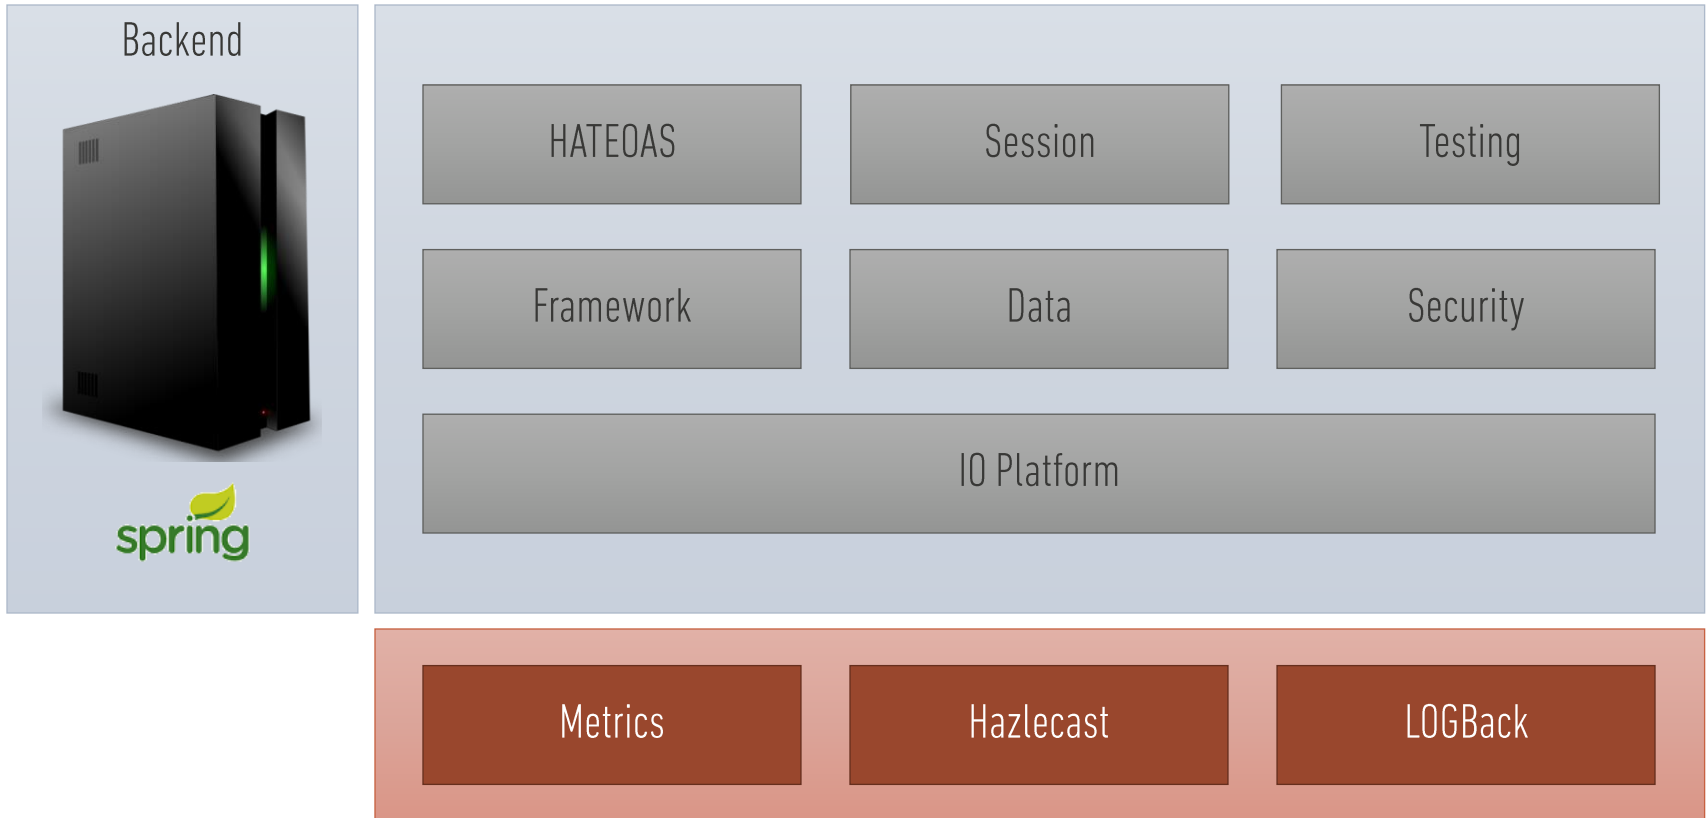 Backend
spring
HATEOAS
Session
Testing
Framework
Data
Security
IO Platform
Metrics
Hazlecast
LOGBack